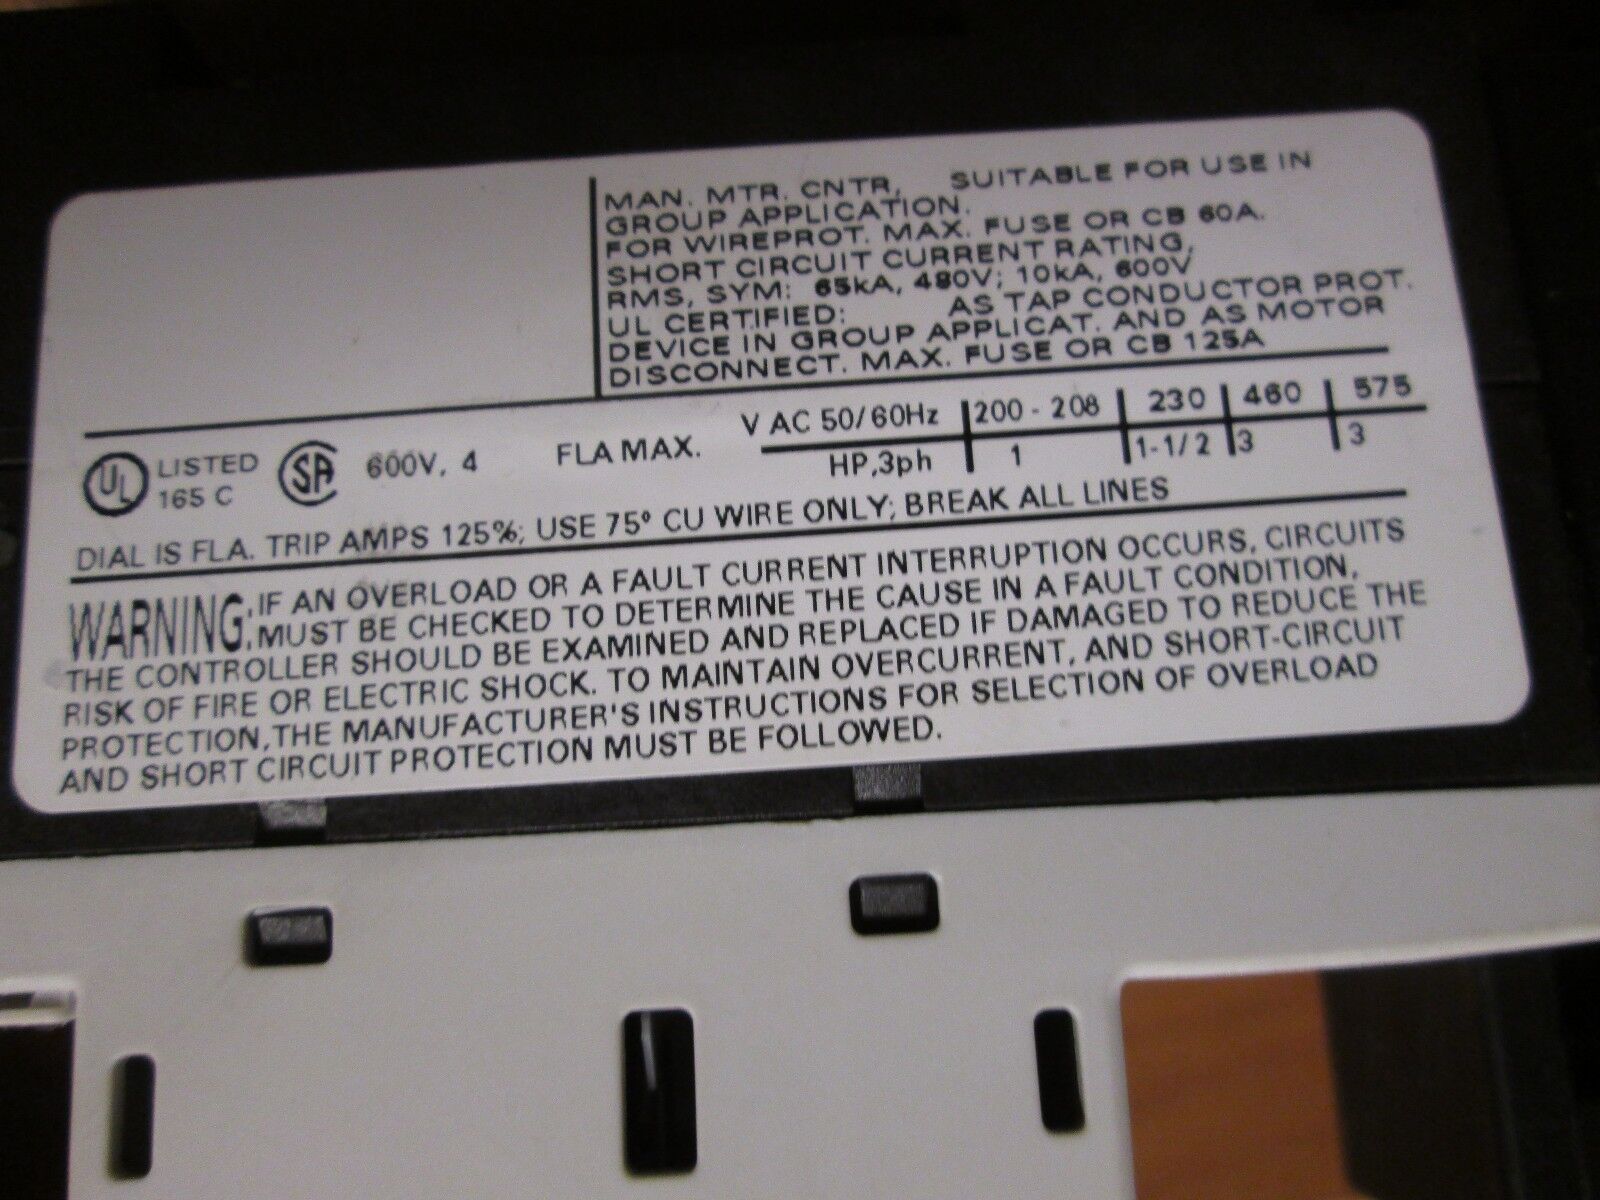 MAN. MTR. CNTR, SUITABLE FOR USE IN
GROUP APPLICATION.
FOR WIREPROT. MAX. FUSE OR CB 60A.
SHORT CIRCUIT CURRENT RATING,
RMS, SYM: 65kA, 480V; 10kA, 600V
UL CERTIFIED: AS TAP CONDUCTOR PROT.
DEVICE IN GROUP APPLICAT. AND AS MOTOR
DISCONNECT. MAX. FUSE OR CB 125A
UL LISTED
165 C
SA 600V, 4 FLA MAX.
V AC 50/60Hz 200 - 208 230 460 575
HP,3ph 1 1-1/2 3 3
DIAL IS FLA. TRIP AMPS 125%; USE 75° CU WIRE ONLY; BREAK ALL LINES
WARNING: IF AN OVERLOAD OR A FAULT CURRENT INTERRUPTION OCCURS, CIRCUITS
MUST BE CHECKED TO DETERMINE THE CAUSE IN A FAULT CONDITION,
THE CONTROLLER SHOULD BE EXAMINED AND REPLACED IF DAMAGED TO REDUCE THE
RISK OF FIRE OR ELECTRIC SHOCK. TO MAINTAIN OVERCURRENT, AND SHORT-CIRCUIT
PROTECTION, THE MANUFACTURER'S INSTRUCTIONS FOR SELECTION OF OVERLOAD
AND SHORT CIRCUIT PROTECTION MUST BE FOLLOWED.